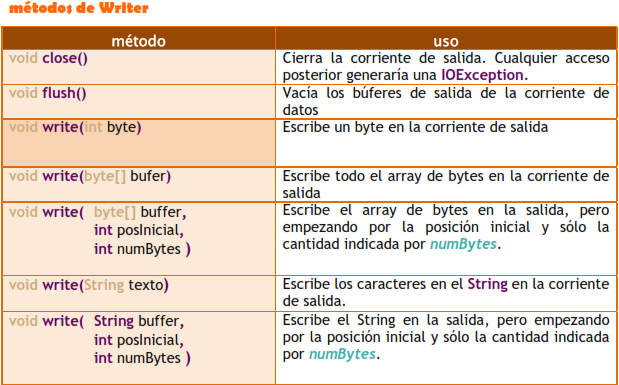 métodos de Writer
método uso
void close() Cierra la corriente de salida. Cualquier acceso
posterior generaría una IOException.
void flush() Vacía los búferes de salida de la corriente de
datos
void write(int byte) Escribe un byte en la corriente de salida
void write(byte[] bufer) Escribe todo el array de bytes en la corriente de
salida
void write( byte[] buffer, Escribe el array de bytes en la salida, pero
int posInicial, empezando por la posición inicial y sólo la
int numBytes ) cantidad indicada por numBytes.
void write(String texto) Escribe los caracteres en el String en la corriente
de salida.
void write( String buffer, Escribe el String en la salida, pero empezando
int posInicial, por la posición inicial y sólo la cantidad indicada
int numBytes ) por numBytes.